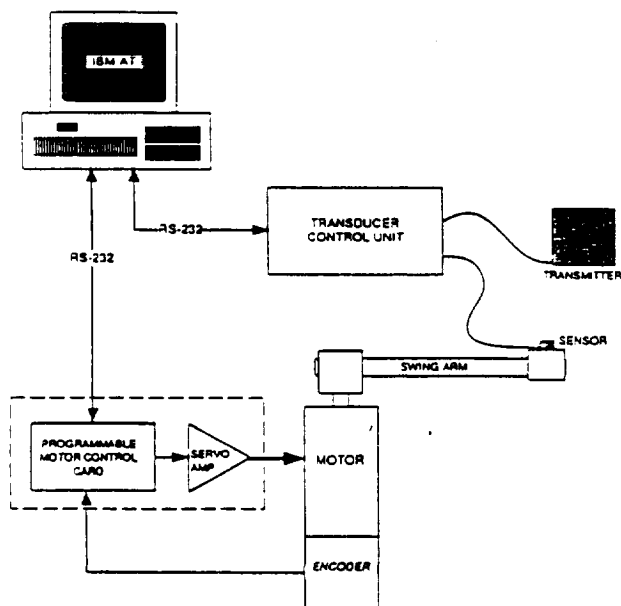 IBM AT
RS-232
RS-232
TRANSDUCER
CONTROL UNIT
TRANSMITTER
SENSOR
SWING ARM
PROGRAMMABLE
MOTOR CONTROL
CARD
SERVO
AMP
MOTOR
ENCODER